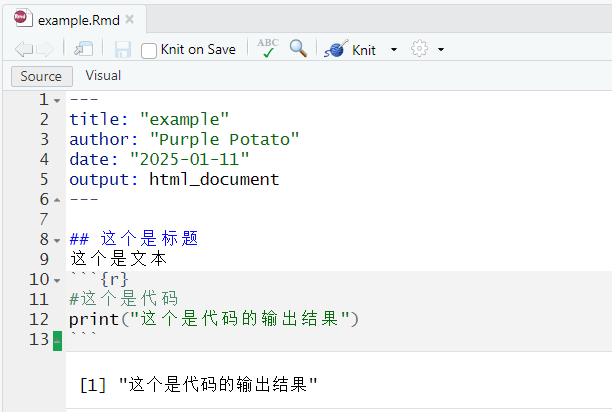 Rmd example.Rmd
Knit on Save ABC Knit
Source Visual
1 ---
2 title: "example"
3 author: "Purple Potato"
4 date: "2025-01-11"
5 output: html_document
6 ---
7
8 ## 这个是标题
9 这个是文本
10 ```{r}
11 #这个是代码
12 print("这个是代码的输出结果")
13 ```
[1] "这个是代码的输出结果"